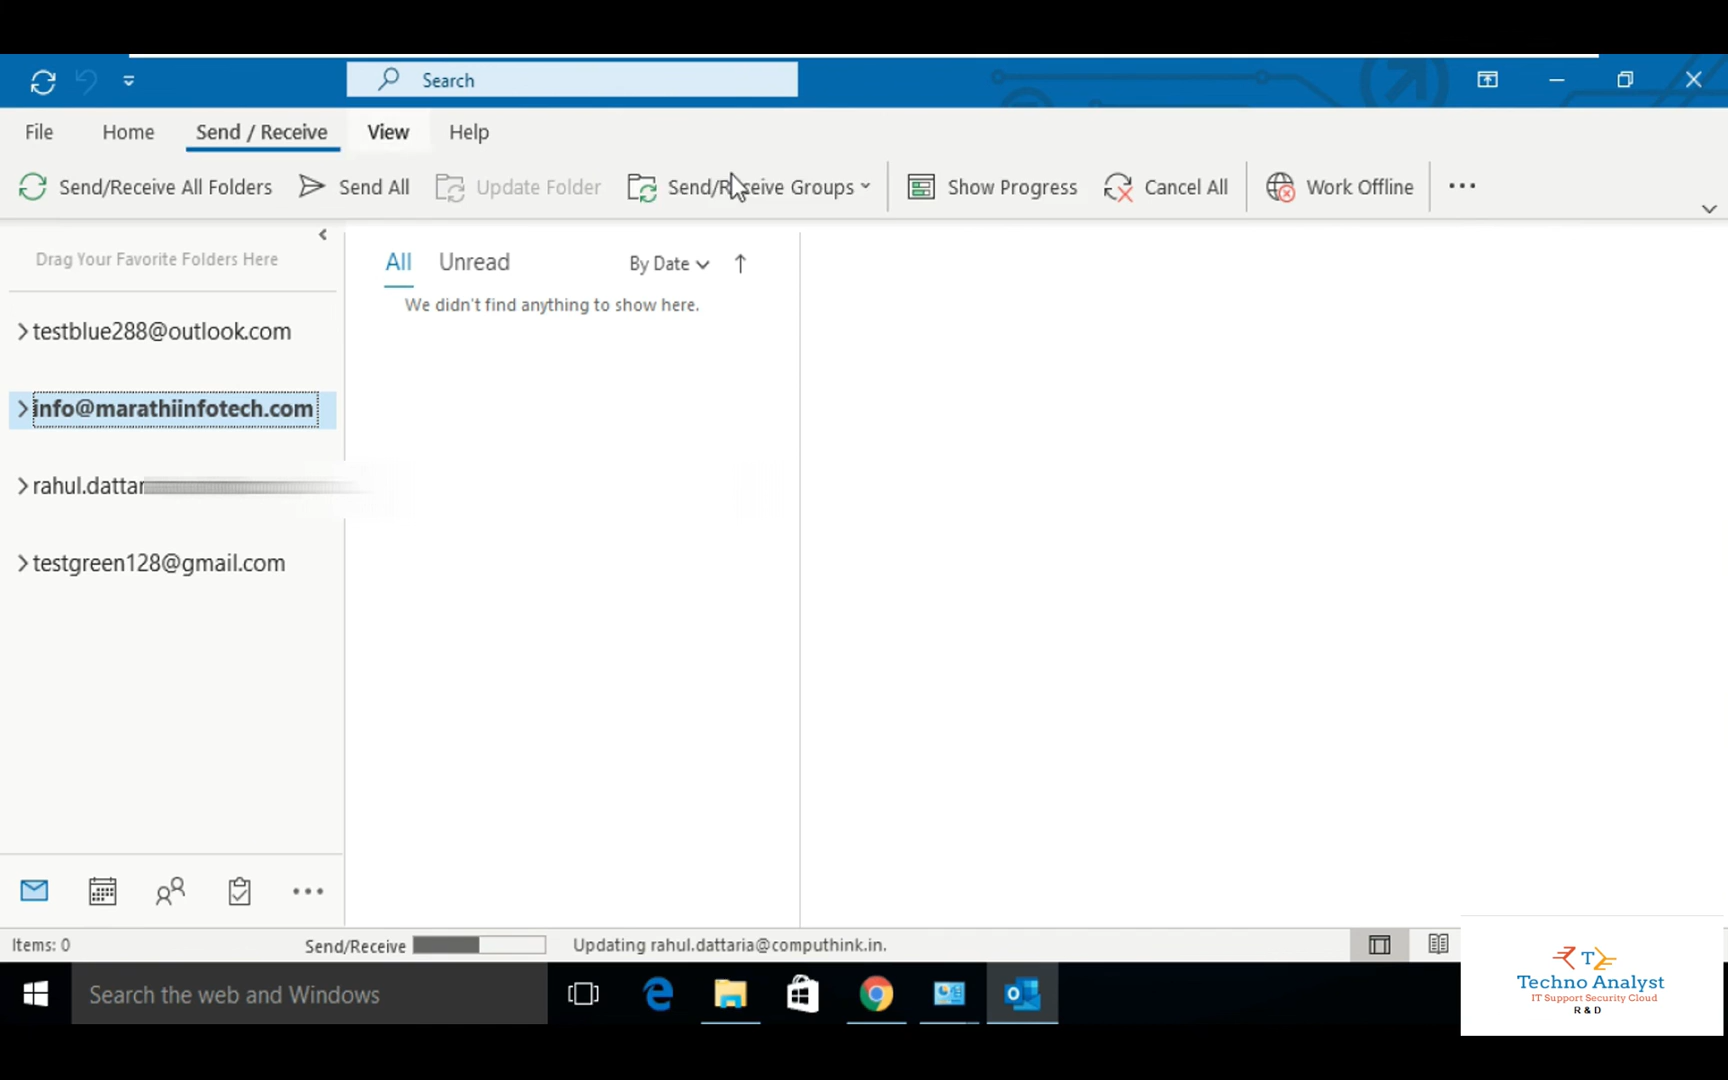 Search
File Home Send / Receive View Help
Send/Receive All Folders Send All Update Folder Send/Receive Groups Show Progress Cancel All Work Offline
Drag Your Favorite Folders Here
All Unread By Date
We didn't find anything to show here.
testblue288@outlook.com
info@marathiinfotech.com
rahul.dattar
testgreen128@gmail.com
Items: 0 Send/Receive Updating rahul.dattaria@computhink.in.
Search the web and Windows
Techno Analyst
IT Support Security Cloud
R & D